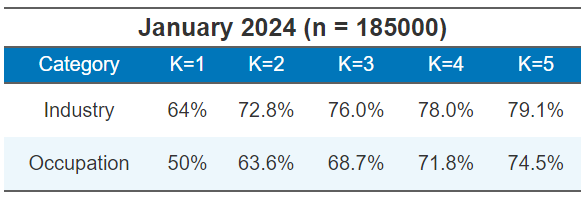 January 2024 (n = 185000)
Category K=1 K=2 K=3 K=4 K=5
Industry 64% 72.8% 76.0% 78.0% 79.1%
Occupation 50% 63.6% 68.7% 71.8% 74.5%